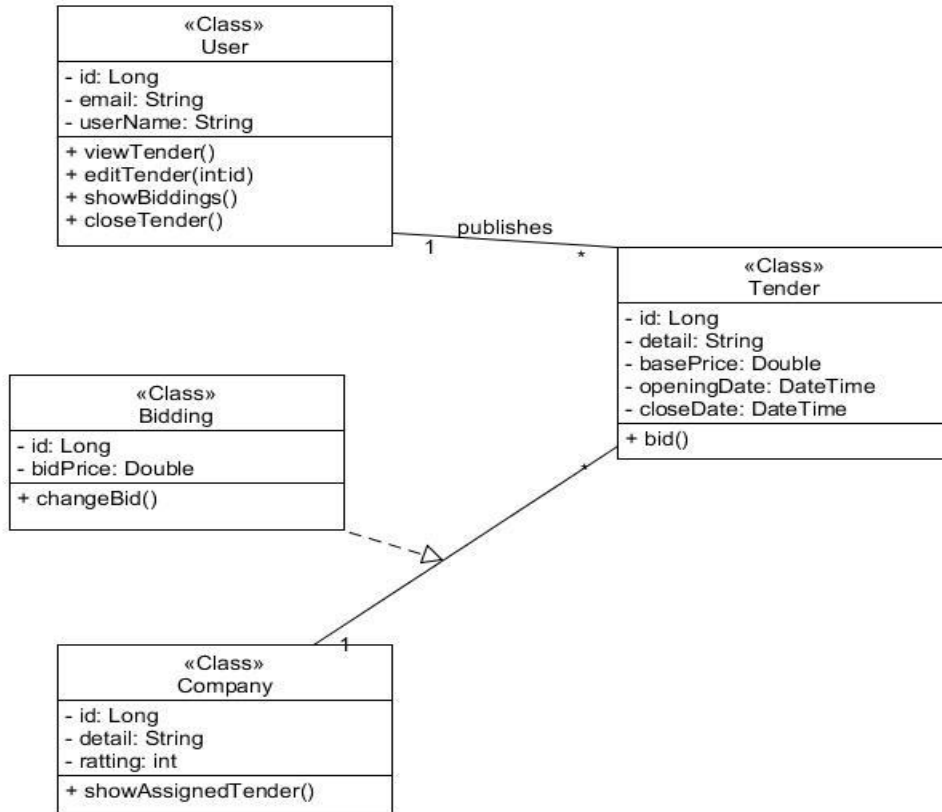 «Class»
User
- id: Long
- email: String
- userName: String
+ viewTender()
+ editTender(int:id)
+ showBiddings()
+ closeTender()
publishes
1
*
«Class»
Tender
- id: Long
- detail: String
- basePrice: Double
- openingDate: DateTime
- closeDate: DateTime
+ bid()
«Class»
Bidding
- id: Long
- bidPrice: Double
+ changeBid()
*
1
«Class»
Company
- id: Long
- detail: String
- ratting: int
+ showAssignedTender()